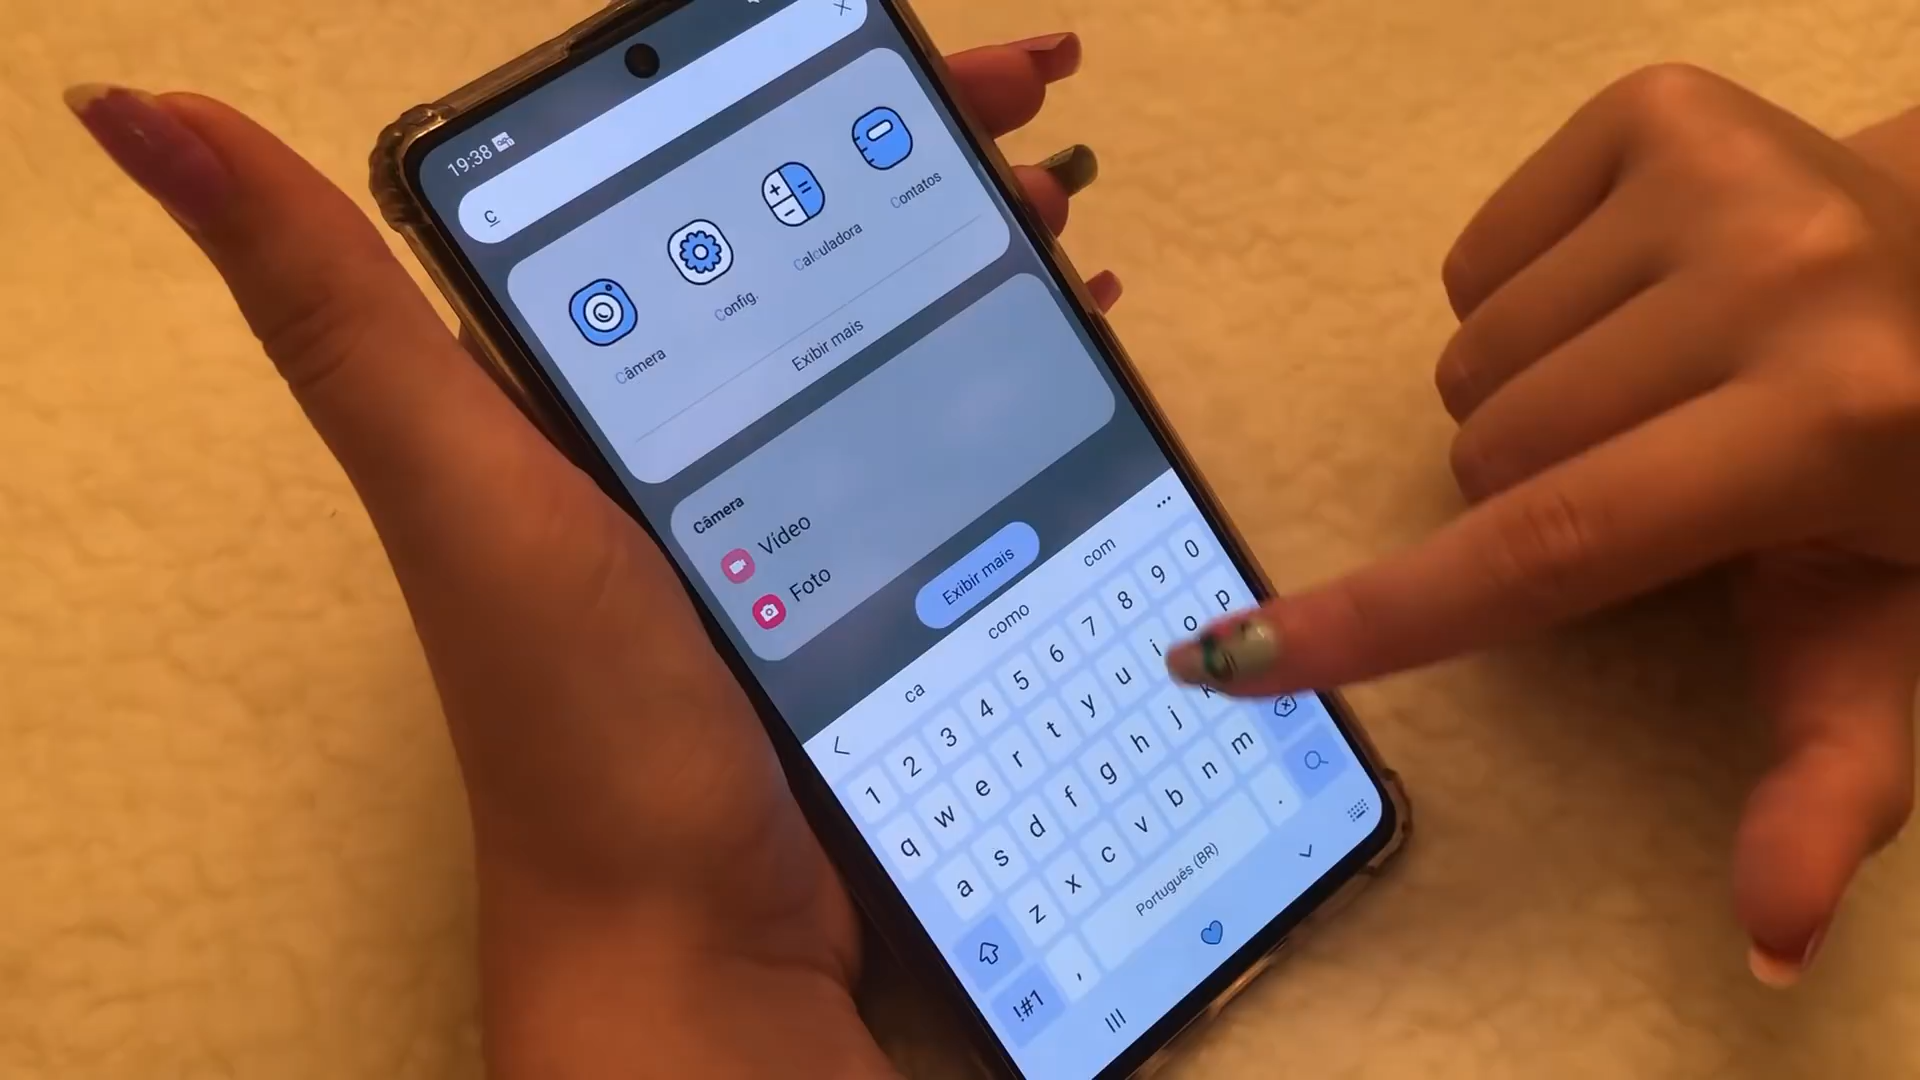 19:38
c
Câmera
Config.
Calculadora
Contatos
Exibir mais
Câmera
Vídeo
Foto
Exibir mais
ca
como
com
1 2 3 4 5 6 7 8 9 0
q w e r t y u i o p
a s d f g h j k
z x c v b n m
!#1 , Português (BR) .